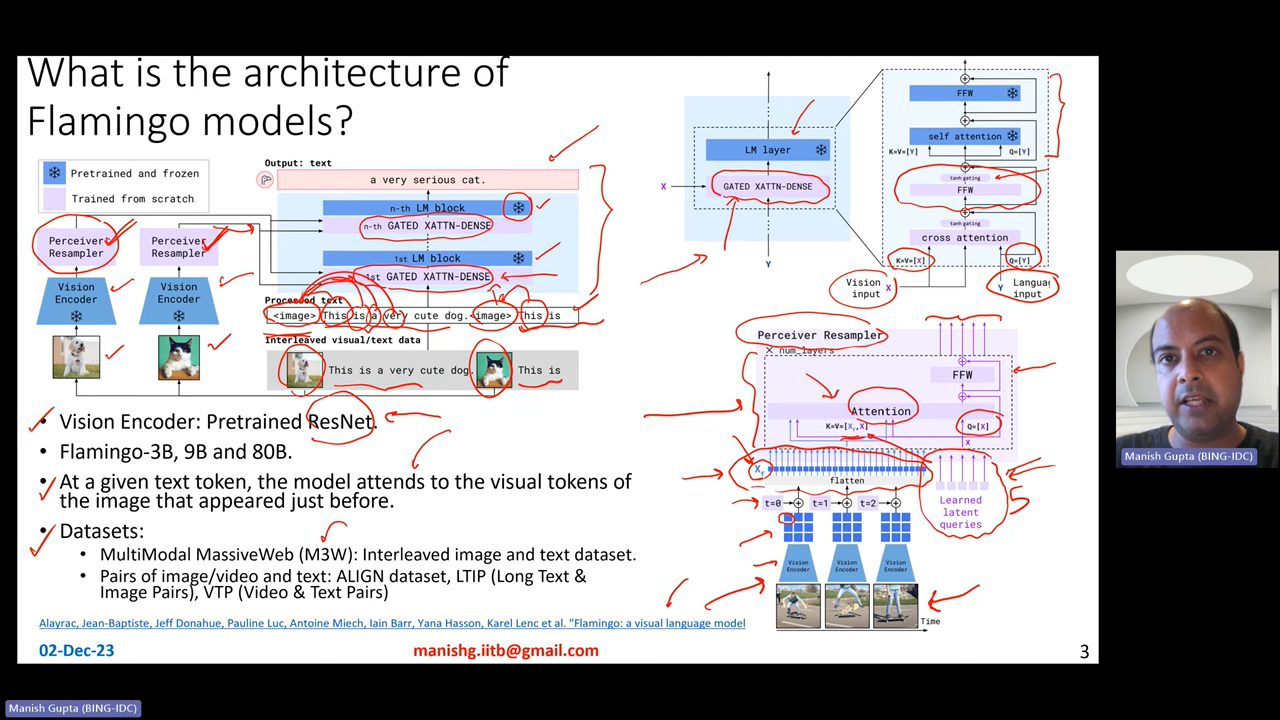 What is the architecture of
Flamingo models?
Pretrained and frozen
Trained from scratch
Perceiver
Resampler
Perceiver
Resampler
Vision
Encoder
Vision
Encoder
Output: text
a very serious cat.
n-th LM block
n-th GATED XATTN-DENSE
1st LM block
1st GATED XATTN-DENSE
Processed text
<image> This is a very cute dog.<image> This is
Interleaved visual/text data
This is a very cute dog. This is
LM layer
X
GATED XATTN-DENSE
Y
FFW
self attention
K=V=[Y] Q=[Y]
tanh gating
FFW
tanh gating
cross attention
K=V=[X] Q=[Y]
Vision
input X
Y Langua
input
Perceiver Resampler
X num_layers
FFW
Attention
K=V=[Xf,X] Q=[X]
X
Xf
flatten
5
t=0 t=1 t=2
Learned
latent
queries
Vision
Encoder
Vision
Encoder
Vision
Encoder
Time
• Vision Encoder: Pretrained ResNet.
• Flamingo-3B, 9B and 80B.
• At a given text token, the model attends to the visual tokens of
the image that appeared just before.
• Datasets:
• MultiModal MassiveWeb (M3W): Interleaved image and text dataset.
• Pairs of image/video and text: ALIGN dataset, LTIP (Long Text &
Image Pairs), VTP (Video & Text Pairs)
Alayrac, Jean-Baptiste, Jeff Donahue, Pauline Luc, Antoine Miech, Iain Barr, Yana Hasson, Karel Lenc et al. "Flamingo: a visual language model
02-Dec-23
manishg.iitb@gmail.com
3
Manish Gupta (BING-IDC)
Manish Gupta (BING-IDC)